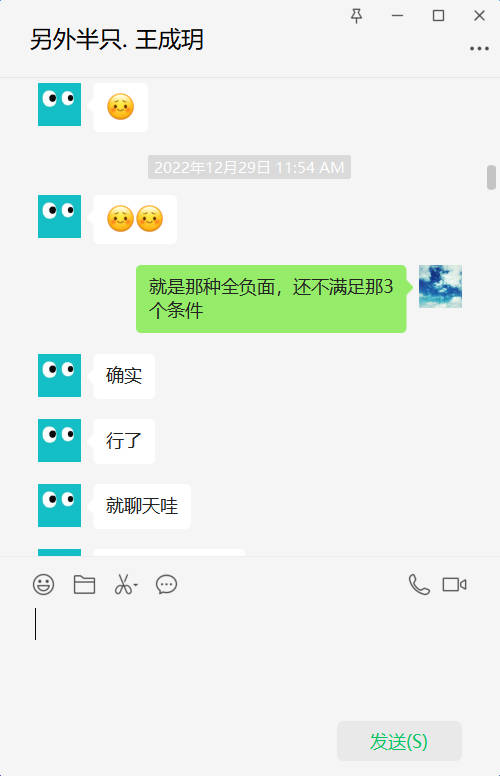 另外半只. 王成玥
2022年12月29日 11:54 AM
就是那种全负面，还不满足那3
个条件
确实
行了
就聊天哇
发送(S)